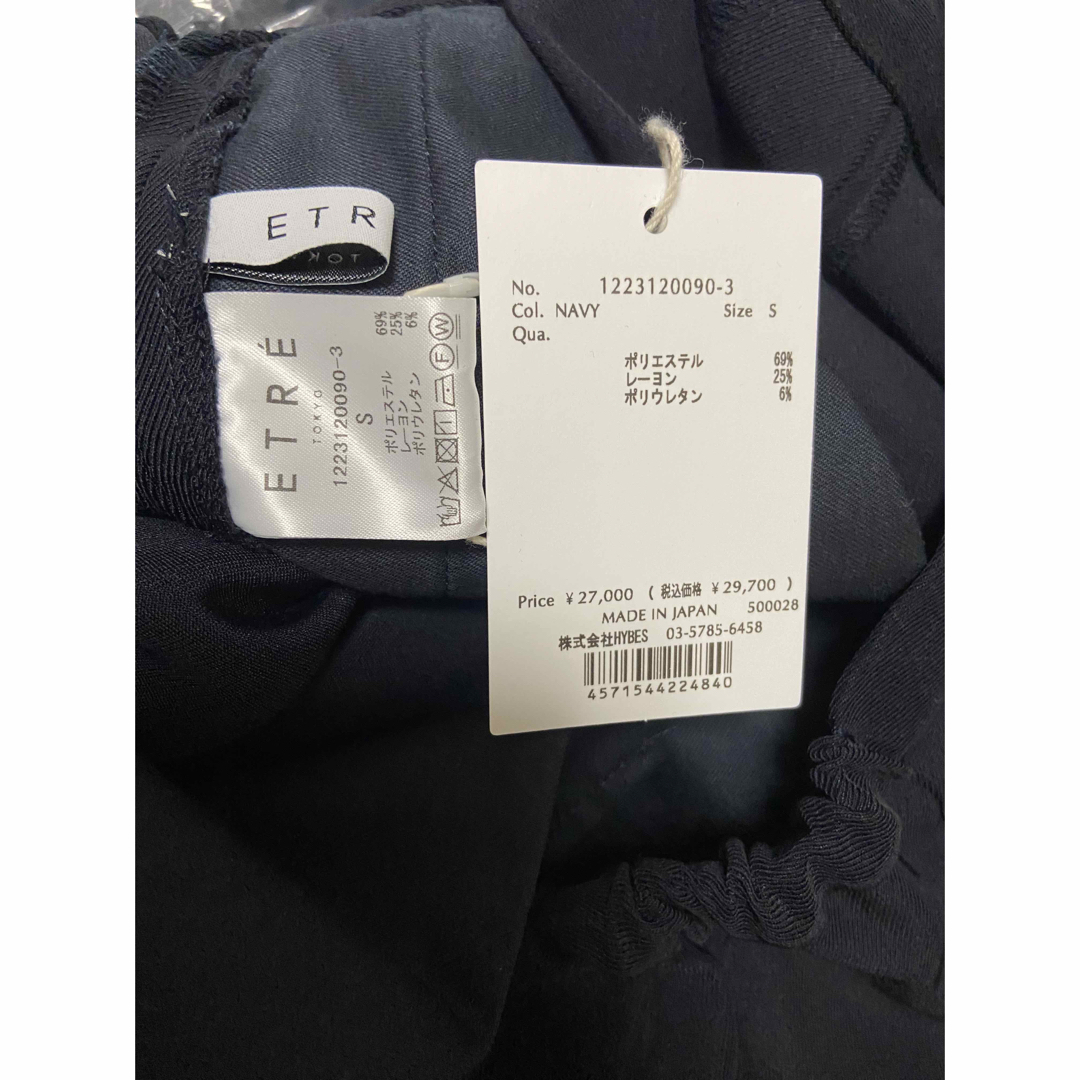 ETR
TOK
ETRÉ
TOKYO
1223120090-3
S
ポリエステル 69%
レーヨン 25%
ポリウレタン 6%
F W
No. 1223120090-3
Col. NAVY Size S
Qua.
ポリエステル 69%
レーヨン 25%
ポリウレタン 6%
Price ¥27,000 ( 税込価格 ¥29,700 )
MADE IN JAPAN 500028
株式会社HYBES 03-5785-6458
4571544224840